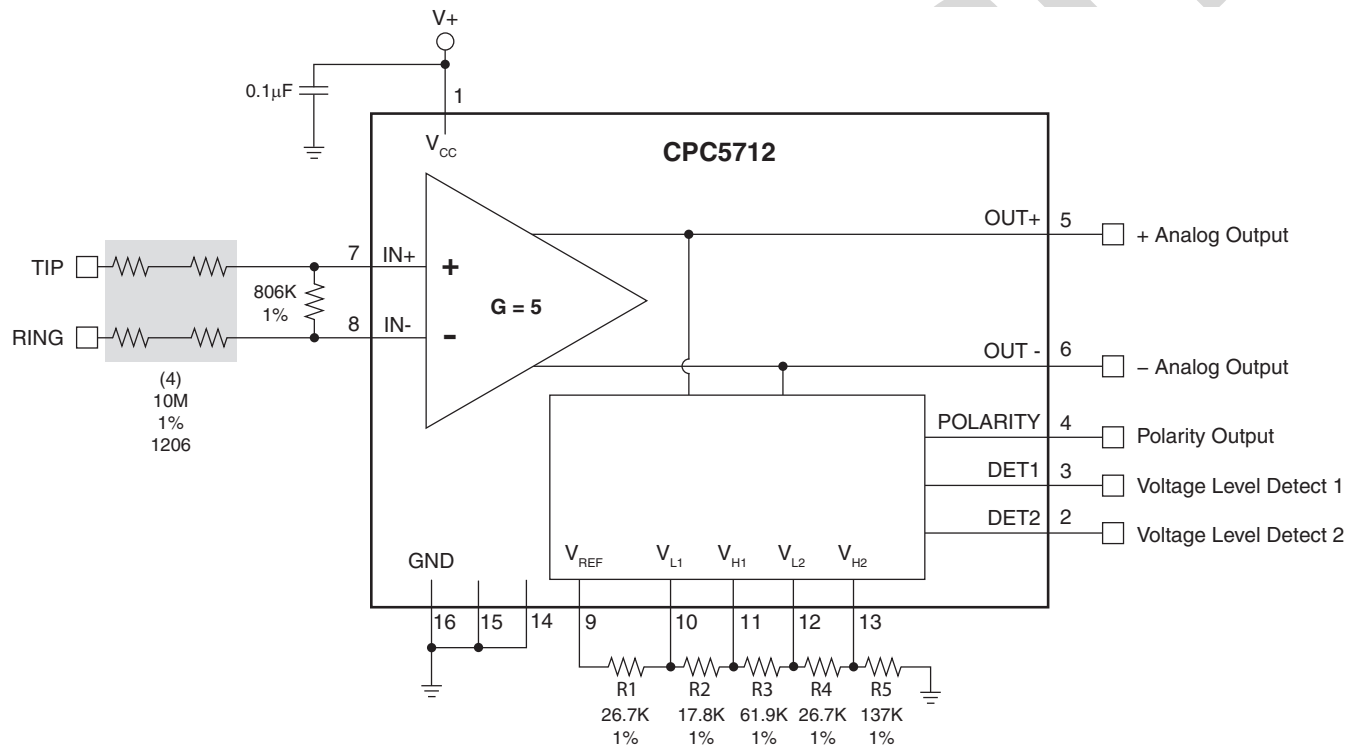 V+
0.1μF
1
V_CC
CPC5712
OUT+ 5
+ Analog Output
TIP
7 IN+
+
806K
1%
G = 5
RING
8 IN-
-
OUT - 6
– Analog Output
(4)
10M
1%
1206
POLARITY 4
Polarity Output
DET1 3
Voltage Level Detect 1
DET2 2
Voltage Level Detect 2
GND
V_REF V_L1 V_H1 V_L2 V_H2
16 15 14 9 10 11 12 13
R1 R2 R3 R4 R5
26.7K 17.8K 61.9K 26.7K 137K
1% 1% 1% 1% 1%